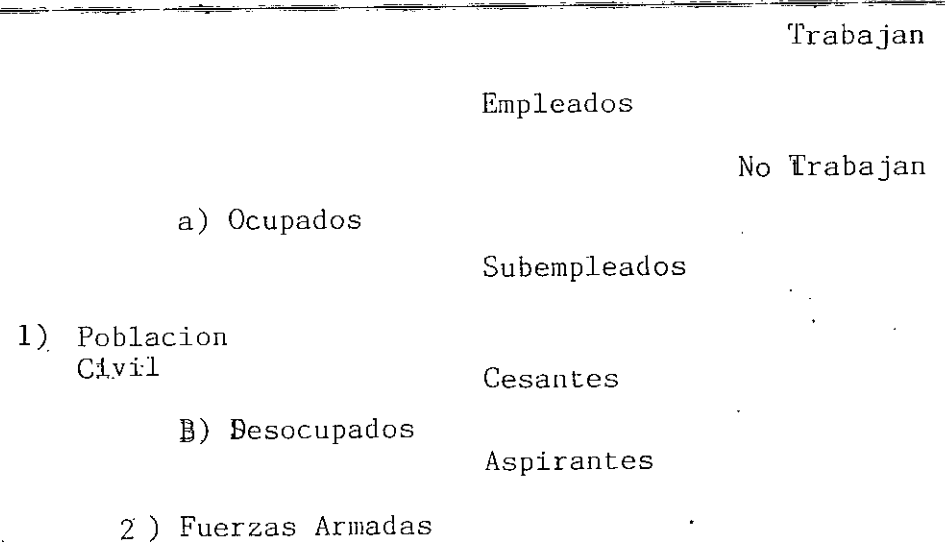 Trabajan
Empleados
No Trabajan
a) Ocupados
Subempleados
1) Poblacion
Civil
Cesantes
B) Desocupados
Aspirantes
2 ) Fuerzas Armadas